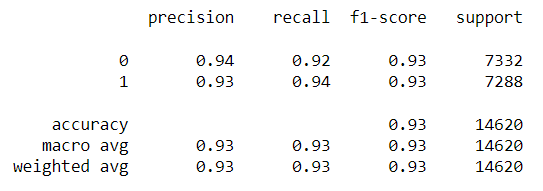 precision recall f1-score support
0 0.94 0.92 0.93 7332
1 0.93 0.94 0.93 7288
accuracy 0.93 14620
macro avg 0.93 0.93 0.93 14620
weighted avg 0.93 0.93 0.93 14620